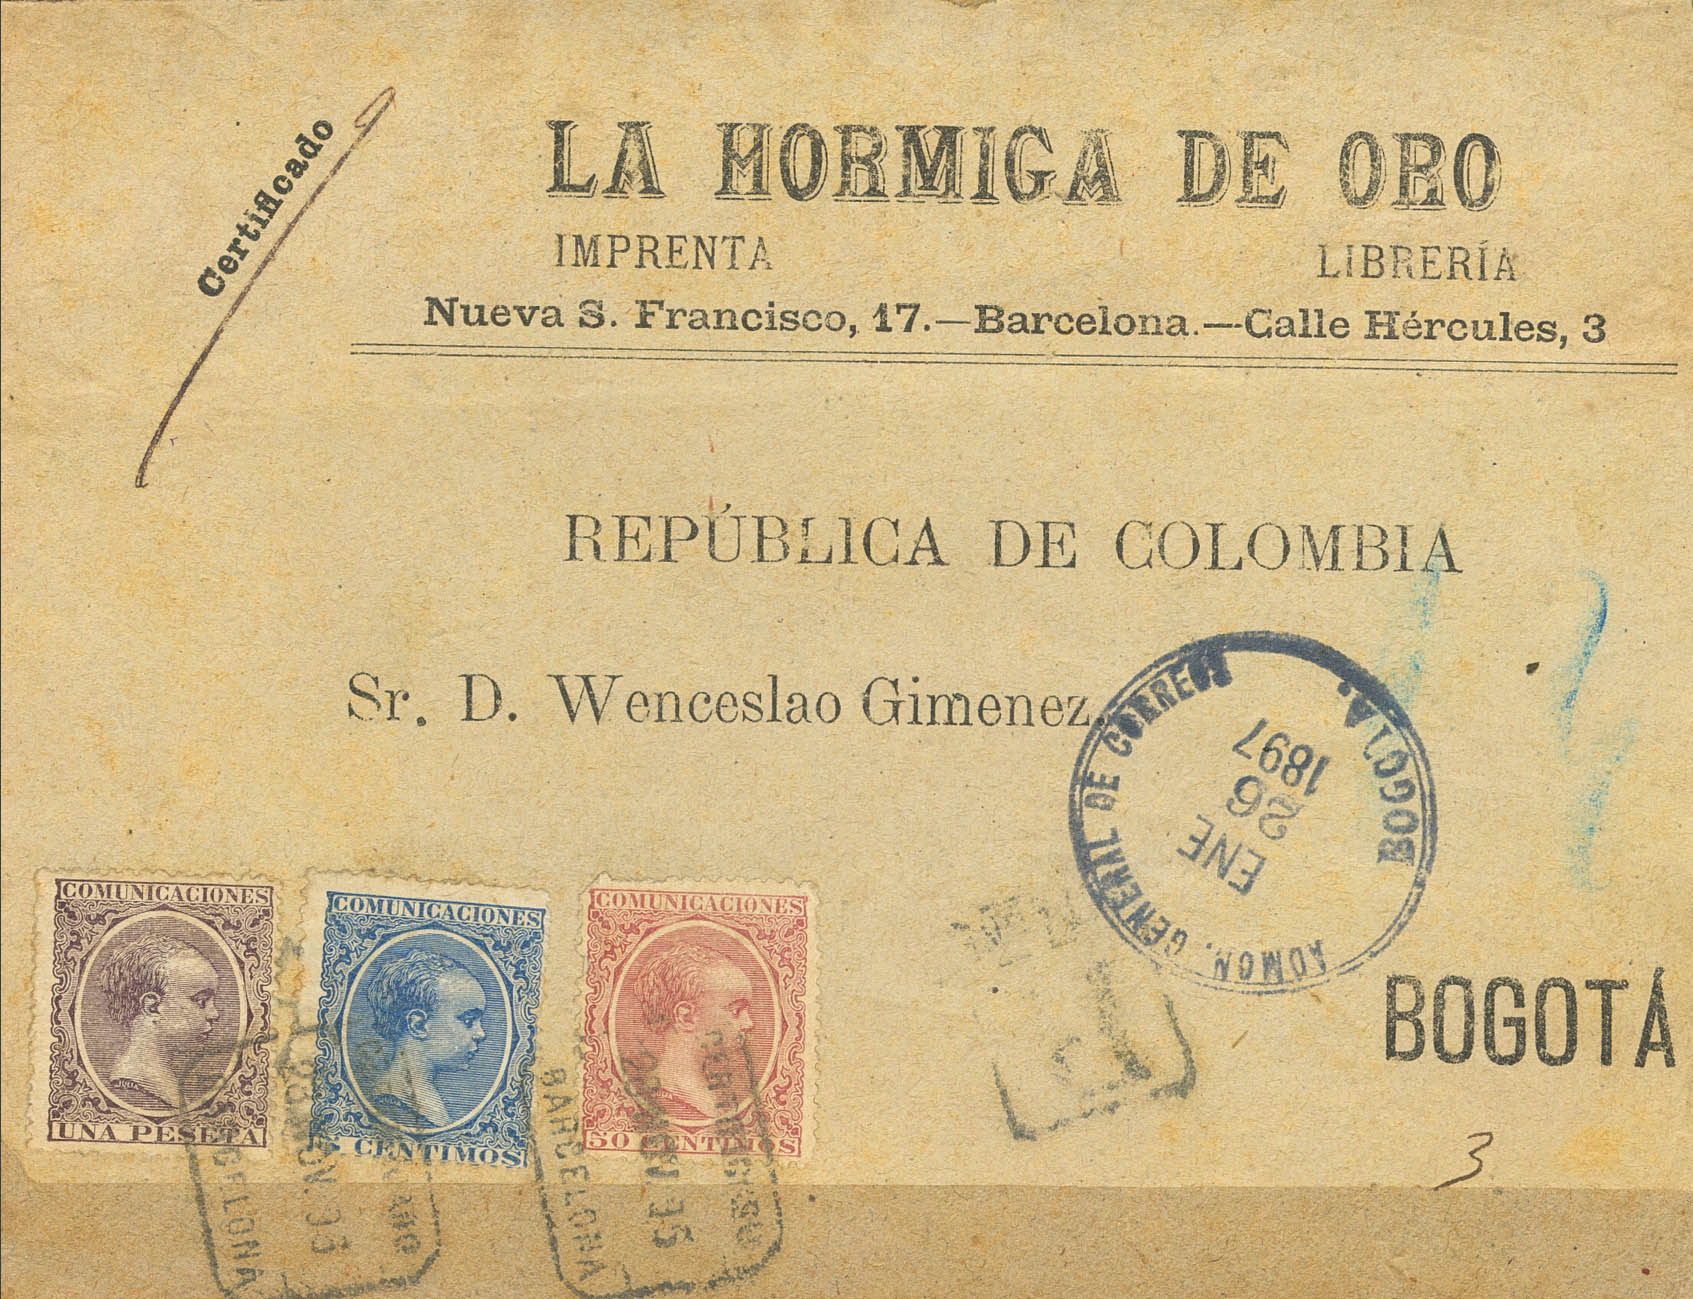 Certificado
LA HORMIGA DE ORO
IMPRENTA LIBRERÍA
Nueva S. Francisco, 17.—Barcelona.—Calle Hércules, 3
REPÚBLICA DE COLOMBIA
Sr. D. Wenceslao Gimenez.
ADMON. GENERAL DE CORREOS
BOGOTA.
ENE
26
1897
BOGOTÁ
3
COMUNICACIONES
JULIA
UNA PESETA
COMUNICACIONES
CENTIMOS
COMUNICACIONES
50 CENTIMOS
CERTIFICADO
BARCELONA